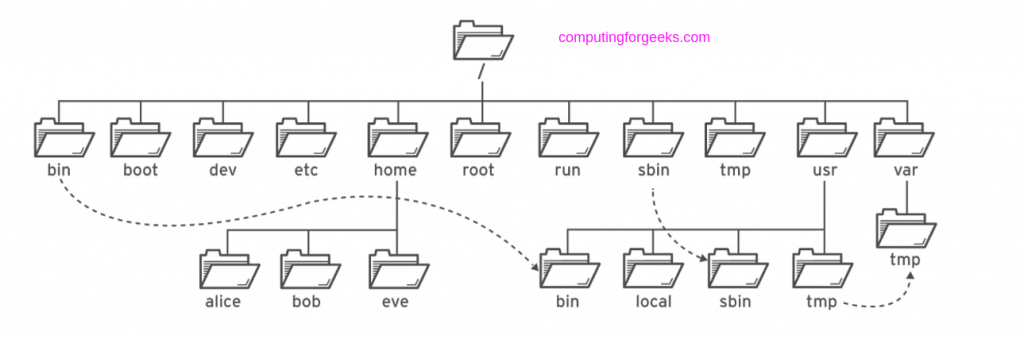 computingforgeeks.com
/
bin boot dev etc home root run sbin tmp usr var
tmp
alice bob eve bin local sbin tmp